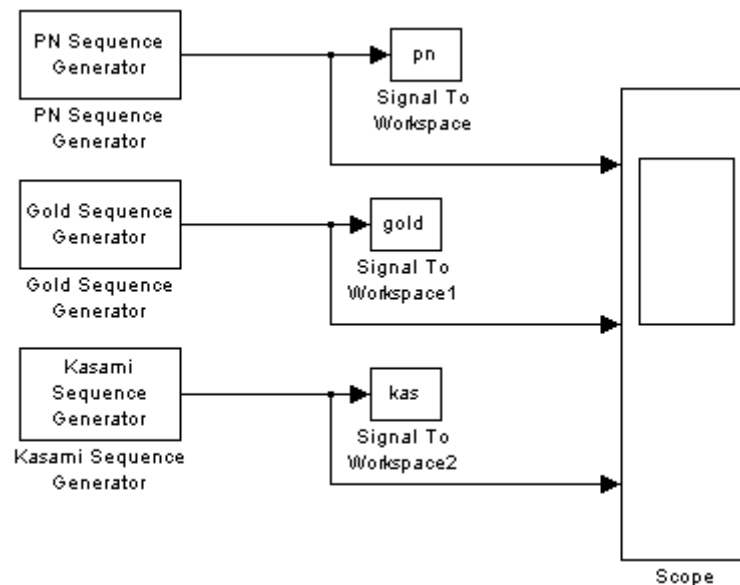 PN Sequence
Generator
PN Sequence
Generator
pn
Signal To
Workspace
Gold Sequence
Generator
Gold Sequence
Generator
gold
Signal To
Workspace1
Kasami
Sequence
Generator
Kasami Sequence
Generator
kas
Signal To
Workspace2
Scope